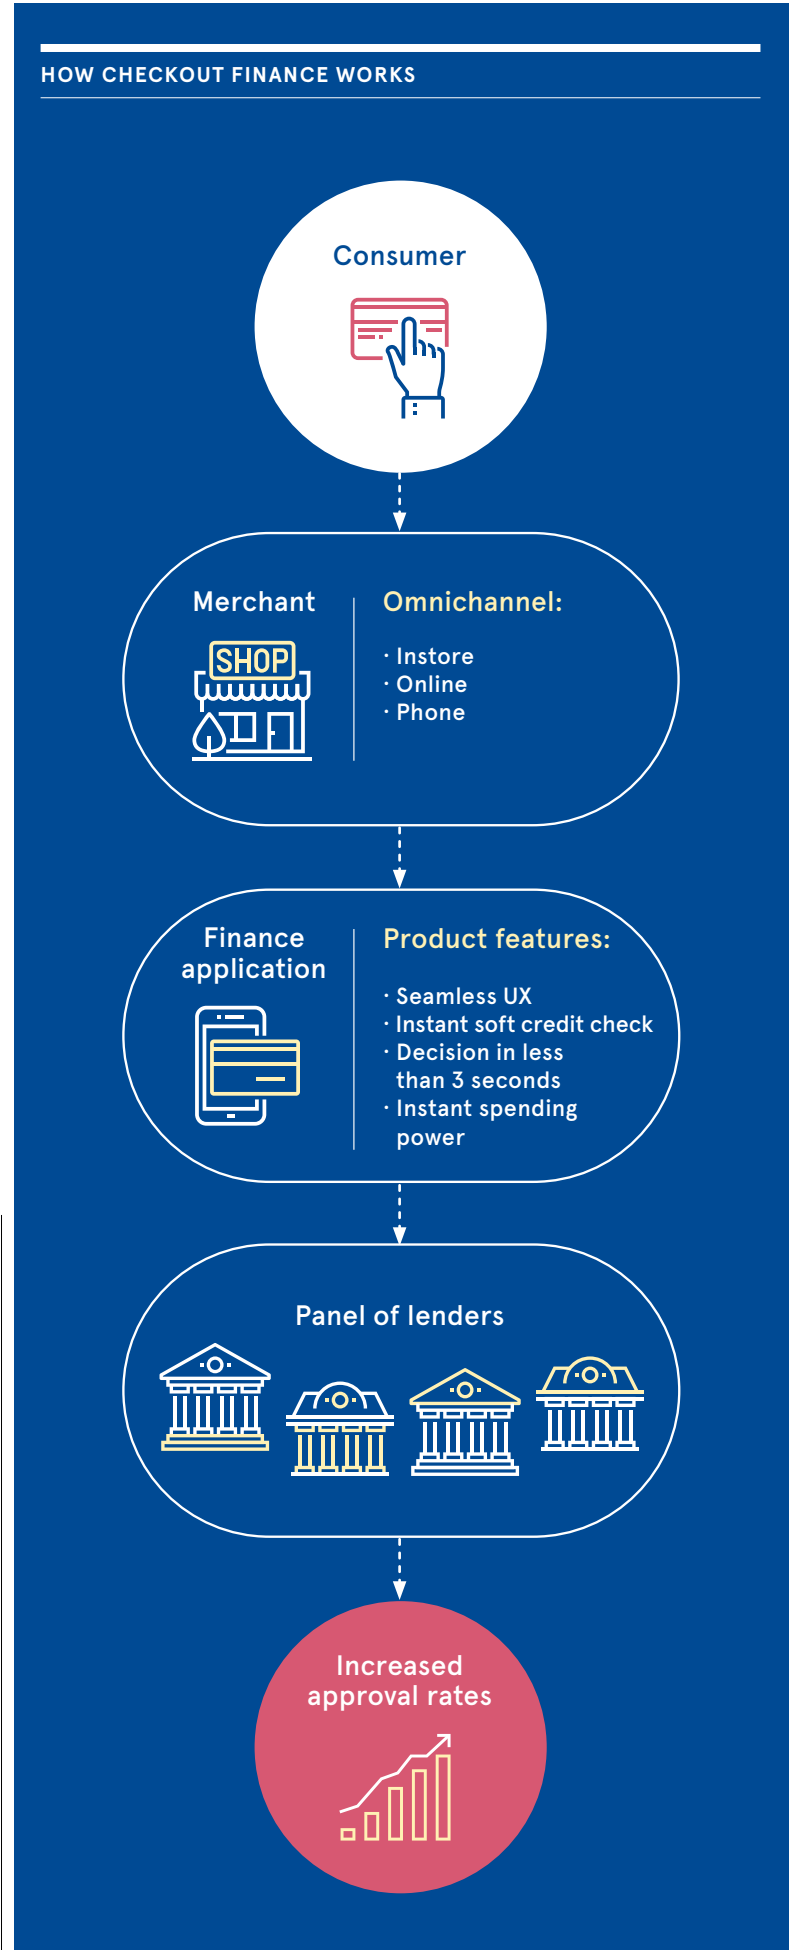 HOW CHECKOUT FINANCE WORKS
Consumer
Merchant
SHOP
Omnichannel:
· Instore
· Online
· Phone
Finance
application
Product features:
· Seamless UX
· Instant soft credit check
· Decision in less
than 3 seconds
· Instant spending
power
Panel of lenders
Increased
approval rates